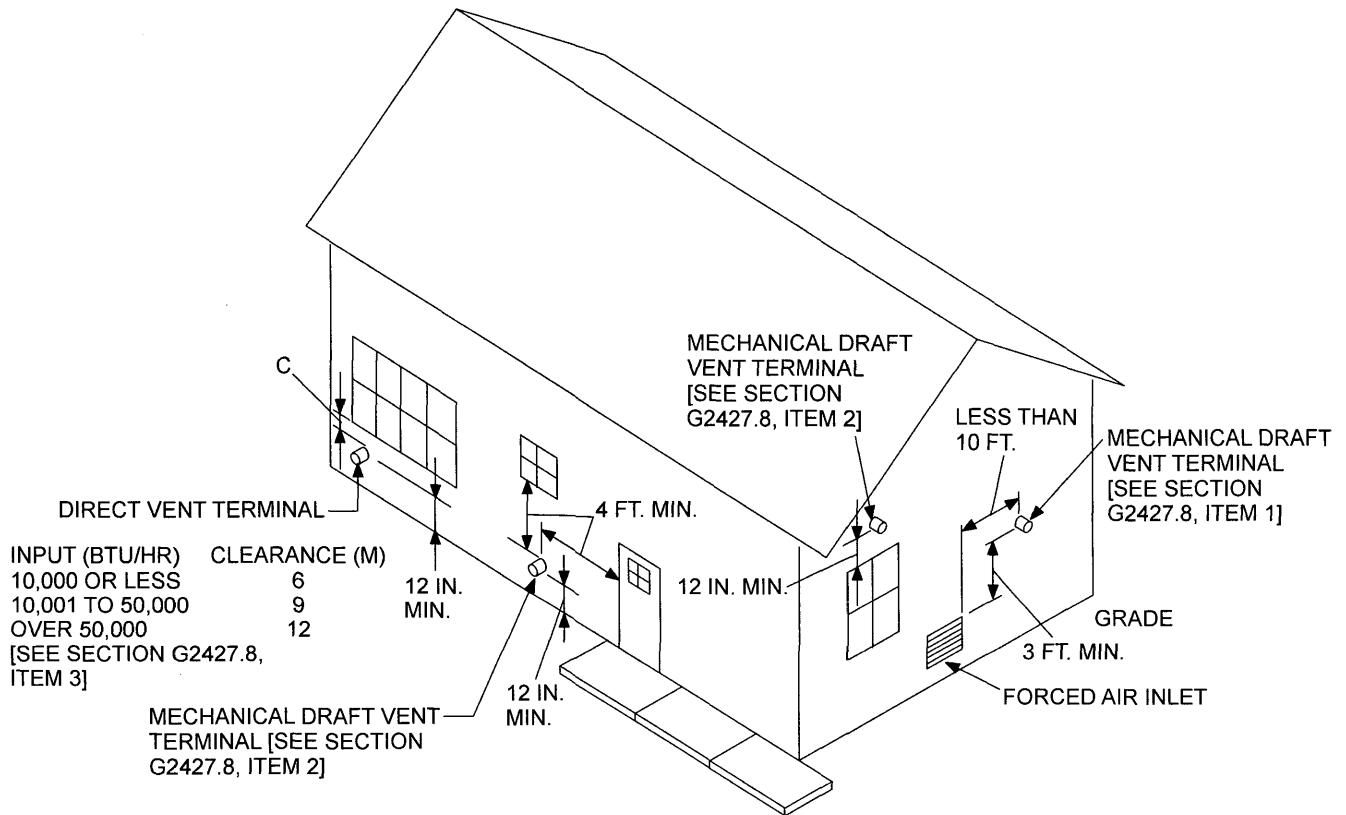 MECHANICAL DRAFT
VENT TERMINAL
[SEE SECTION
G2427.8, ITEM 2]
LESS THAN
10 FT.
MECHANICAL DRAFT
VENT TERMINAL
[SEE SECTION
G2427.8, ITEM 1]
C
DIRECT VENT TERMINAL
4 FT. MIN.
INPUT (BTU/HR) CLEARANCE (M)
10,000 OR LESS 6
10,001 TO 50,000 9
OVER 50,000 12
[SEE SECTION G2427.8,
ITEM 3]
12 IN.
MIN.
12 IN. MIN.
GRADE
3 FT. MIN.
FORCED AIR INLET
12 IN.
MIN.
MECHANICAL DRAFT VENT
TERMINAL [SEE SECTION
G2427.8, ITEM 2]